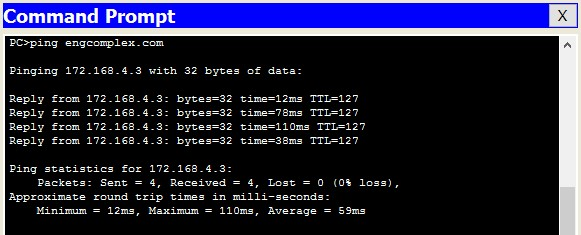 Command Prompt X
PC>ping engcomplex.com
Pinging 172.168.4.3 with 32 bytes of data:
Reply from 172.168.4.3: bytes=32 time=12ms TTL=127
Reply from 172.168.4.3: bytes=32 time=78ms TTL=127
Reply from 172.168.4.3: bytes=32 time=110ms TTL=127
Reply from 172.168.4.3: bytes=32 time=38ms TTL=127
Ping statistics for 172.168.4.3:
Packets: Sent = 4, Received = 4, Lost = 0 (0% loss),
Approximate round trip times in milli-seconds:
Minimum = 12ms, Maximum = 110ms, Average = 59ms